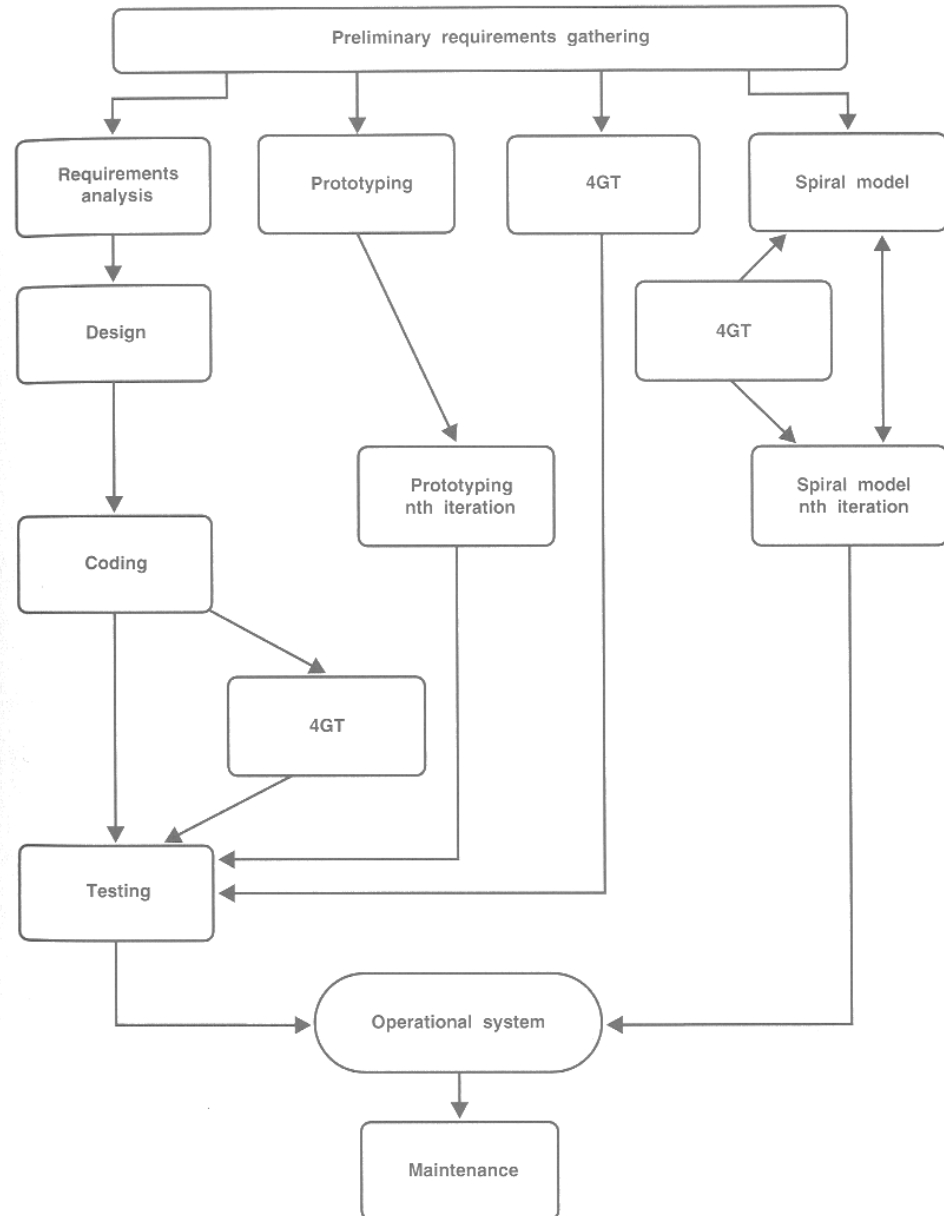 Preliminary requirements gathering
Requirements
analysis
Prototyping
4GT
Spiral model
Design
4GT
Prototyping
nth iteration
Spiral model
nth iteration
Coding
4GT
Testing
Operational system
Maintenance